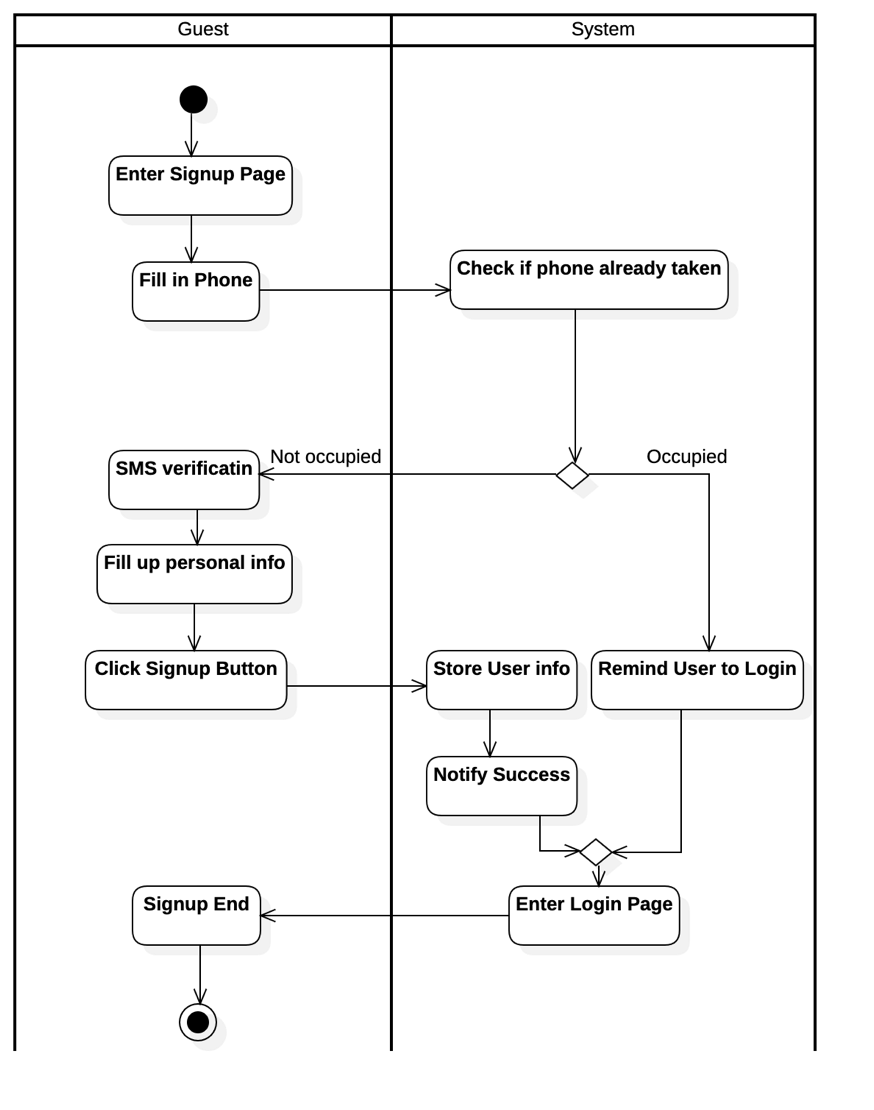 Guest
System
Enter Signup Page
Fill in Phone
Check if phone already taken
Not occupied
Occupied
SMS verificatin
Fill up personal info
Click Signup Button
Store User info
Remind User to Login
Notify Success
Signup End
Enter Login Page